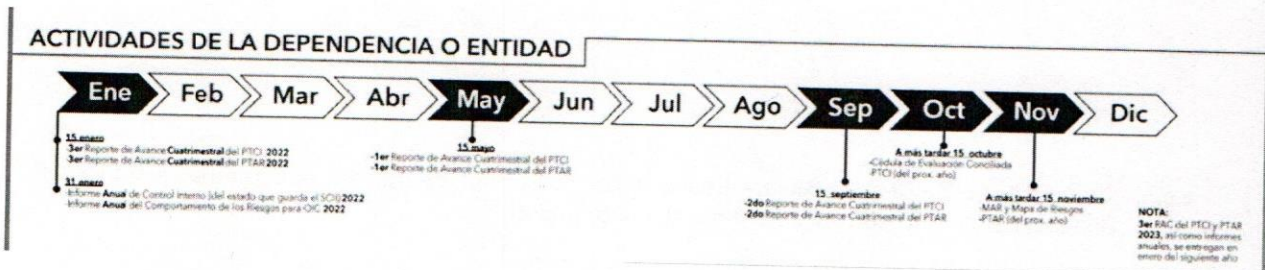 ACTIVIDADES DE LA DEPENDENCIA O ENTIDAD
Ene Feb Mar Abr May Jun Jul Ago Sep Oct Nov Dic
15 enero
-3er Reporte de Avance Cuatrimestral del PTCI 2022
-3er Reporte de Avance Cuatrimestral del PTAR 2022
31 enero
-Informe Anual de Control Interno (del estado que guarda el SCII) 2022
-Informe Anual del Comportamiento de los Riesgos para OIC 2022
15 mayo
-1er Reporte de Avance Cuatrimestral del PTCI
-1er Reporte de Avance Cuatrimestral del PTAR
15 septiembre
-2do Reporte de Avance Cuatrimestral del PTCI
-2do Reporte de Avance Cuatrimestral del PTAR
A más tardar 15 octubre
-Cédula de Evaluación Conciliada
-PTCI (del prox. año)
A más tardar 15 noviembre
-MAR y Mapa de Riesgos
-PTAR (del prox. año)
NOTA:
3er RAC del PTCI y PTAR
2023, así como informes
anuales, se entregan en
enero del siguiente año